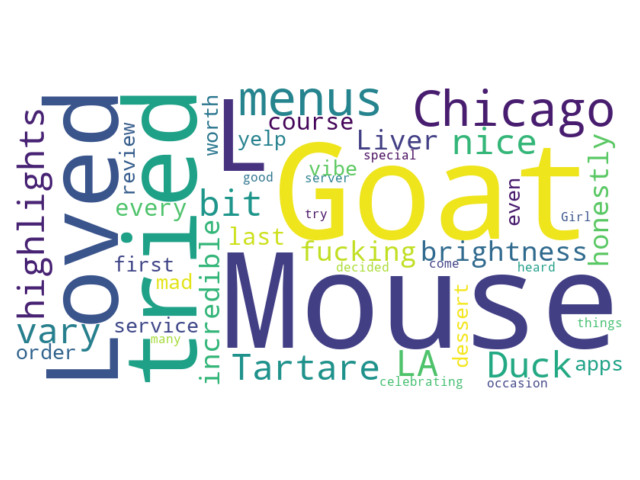 highlights
Loved
review
tried
worth
L
menus
course
yelp
Liver
special
Chicago
nice
vibe
good
server
Goat
try
even
Girl
honestly
every
bit
last
fucking
brightness
decided
come
heard
first
mad
incredible
Mouse
vary
service
many
order
Tartare
LA
dessert
Duck
apps
things
celebrating
occasion